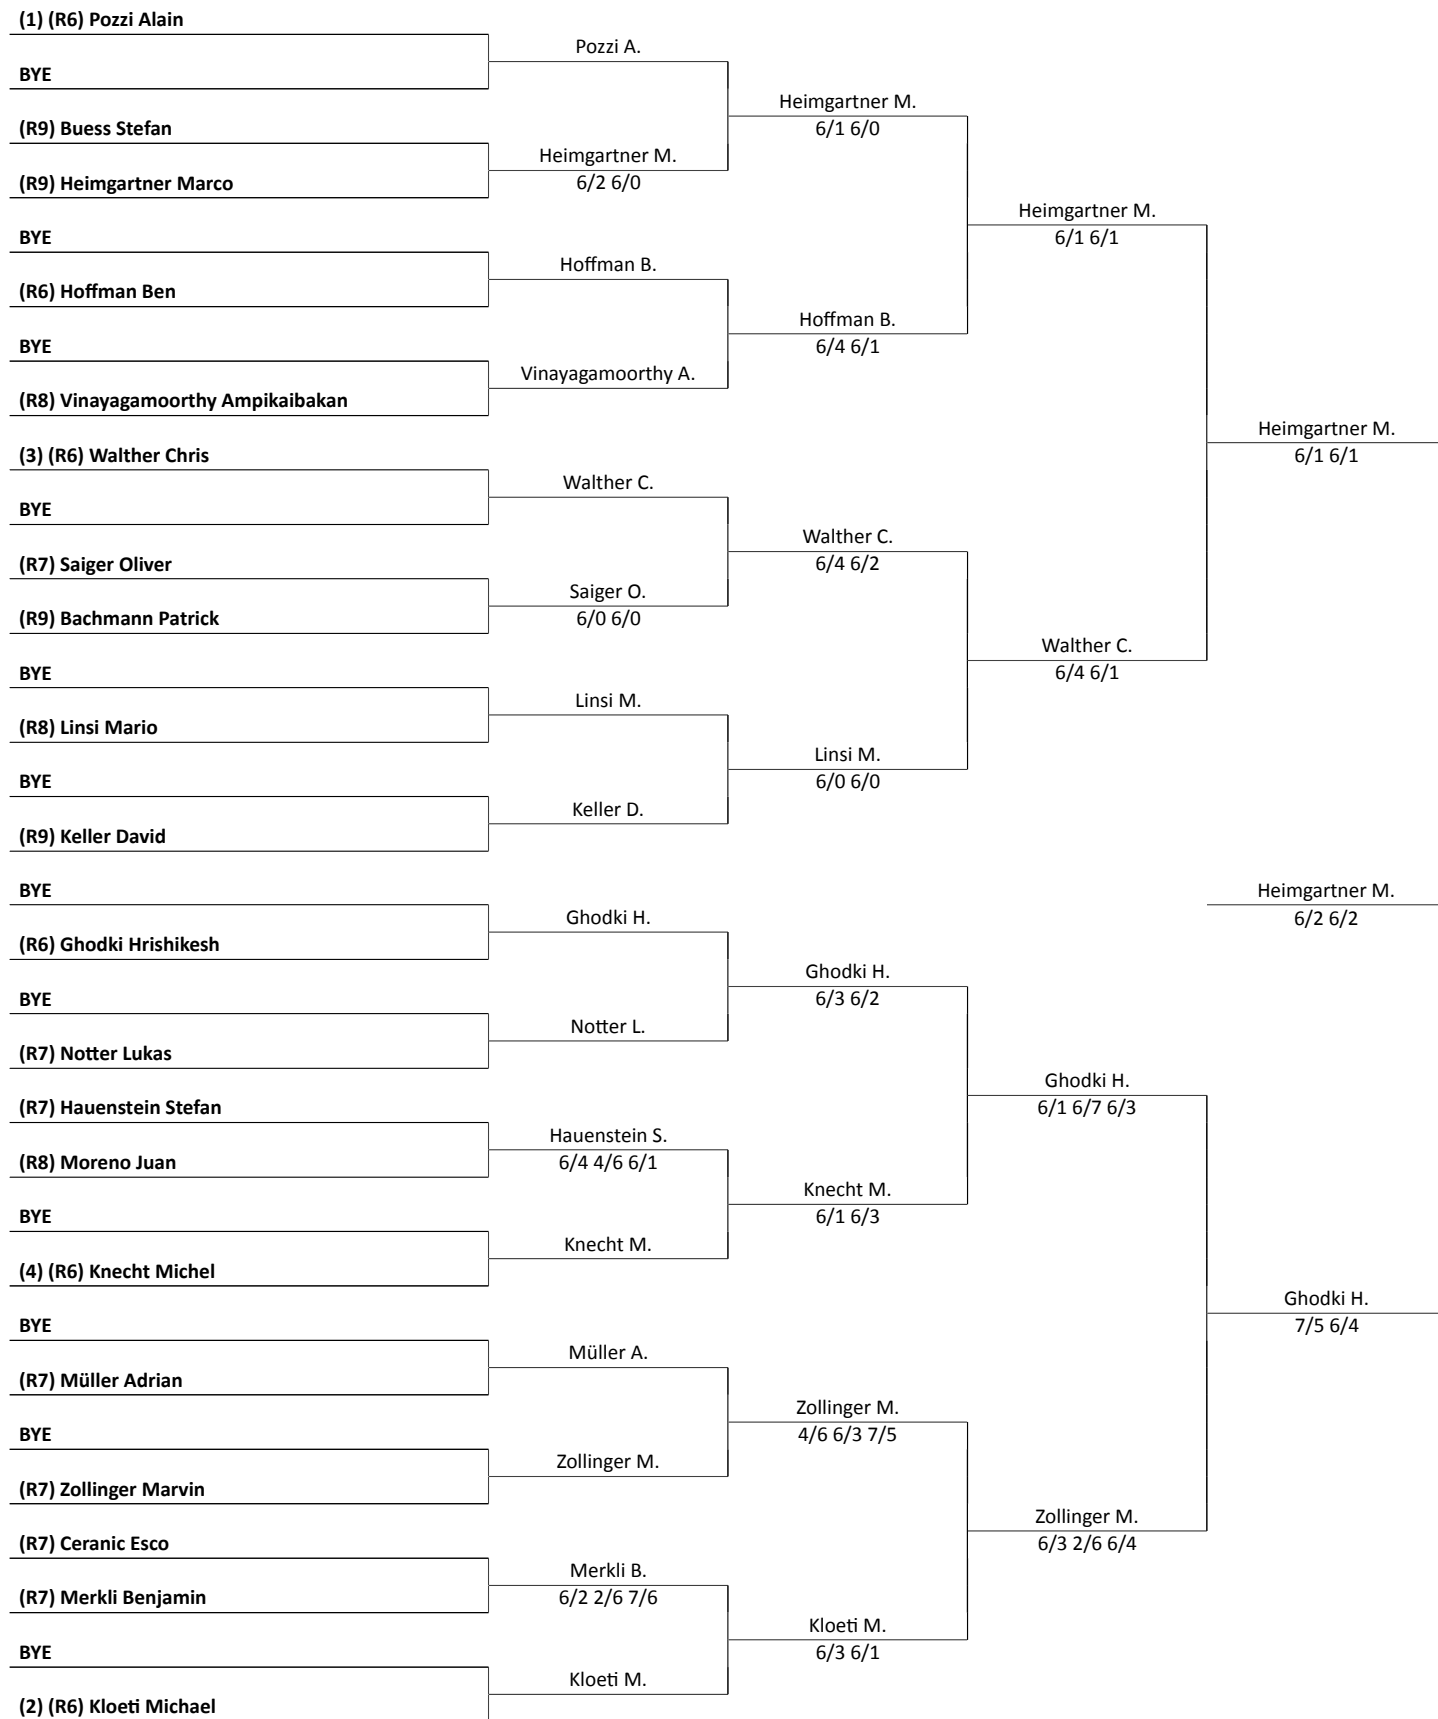 (1) (R6) Pozzi Alain
BYE
(R9) Buess Stefan
(R9) Heimgartner Marco
BYE
(R6) Hoffman Ben
BYE
(R8) Vinayagamoorthy Ampikaibakan
(3) (R6) Walther Chris
BYE
(R7) Saiger Oliver
(R9) Bachmann Patrick
BYE
(R8) Linsi Mario
BYE
(R9) Keller David
BYE
(R6) Ghodki Hrishikesh
BYE
(R7) Notter Lukas
(R7) Hauenstein Stefan
(R8) Moreno Juan
BYE
(4) (R6) Knecht Michel
BYE
(R7) Müller Adrian
BYE
(R7) Zollinger Marvin
(R7) Ceranic Esco
(R7) Merkli Benjamin
BYE
(2) (R6) Kloeti Michael
Pozzi A.
Heimgartner M.
6/2 6/0
Hoffman B.
Vinayagamoorthy A.
Walther C.
Saiger O.
6/0 6/0
Linsi M.
Keller D.
Ghodki H.
Notter L.
Hauenstein S.
6/4 4/6 6/1
Knecht M.
Müller A.
Zollinger M.
Merkli B.
6/2 2/6 7/6
Kloeti M.
Heimgartner M.
6/1 6/0
Hoffman B.
6/4 6/1
Walther C.
6/4 6/2
Linsi M.
6/0 6/0
Ghodki H.
6/3 6/2
Knecht M.
6/1 6/3
Zollinger M.
4/6 6/3 7/5
Kloeti M.
6/3 6/1
Heimgartner M.
6/1 6/1
Walther C.
6/4 6/1
Ghodki H.
6/1 6/7 6/3
Zollinger M.
6/3 2/6 6/4
Heimgartner M.
6/1 6/1
Heimgartner M.
6/2 6/2
Ghodki H.
7/5 6/4